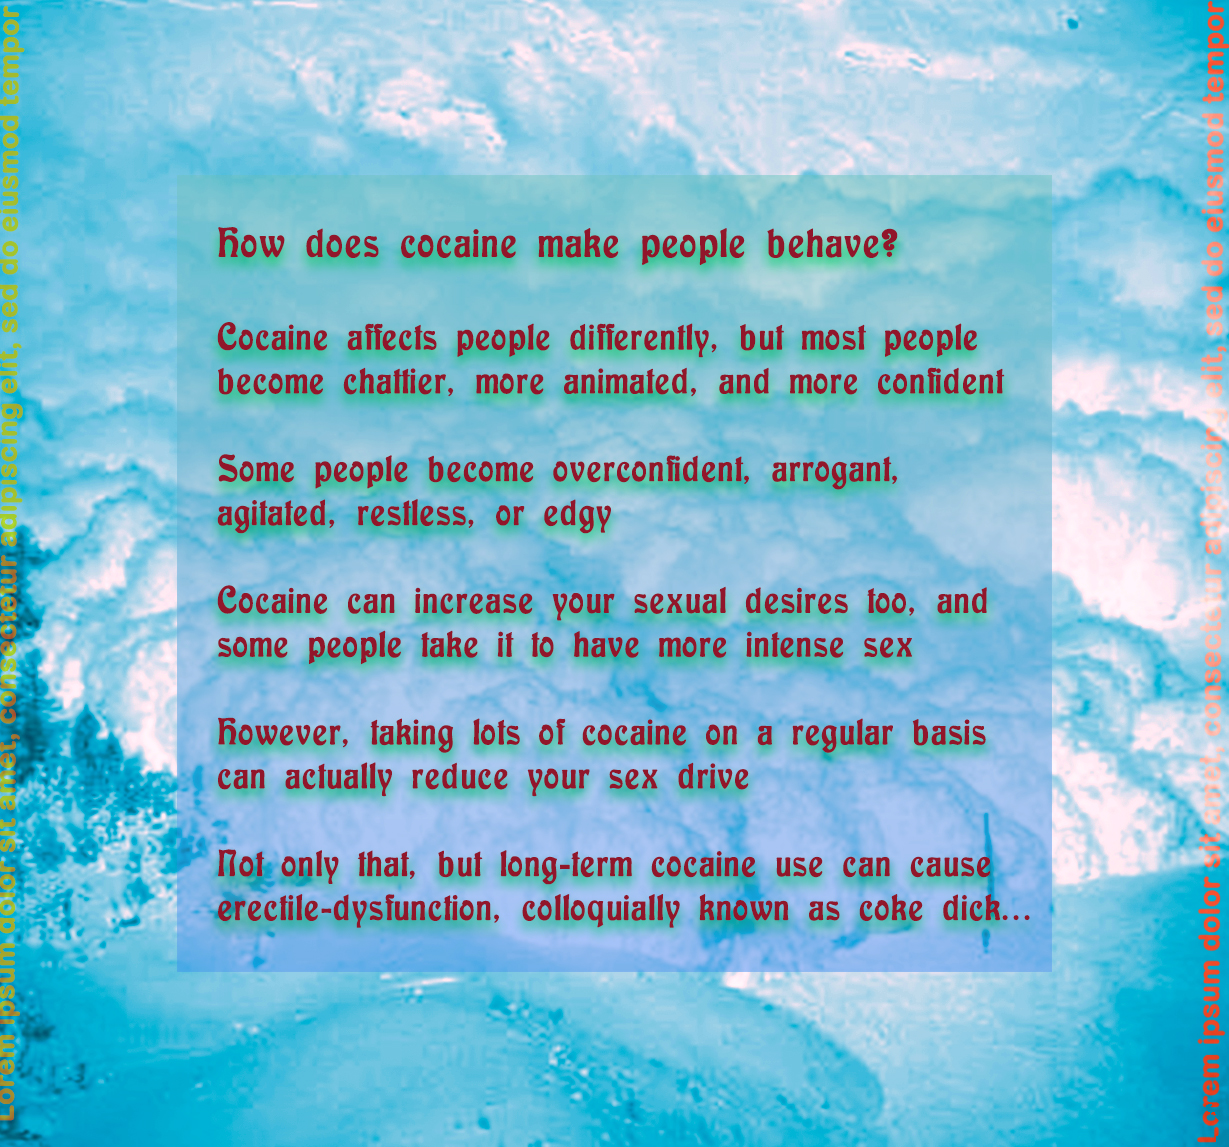 How does cocaine make people behave?
Cocaine affects people differently, but most people
become chattier, more animated, and more confident
Some people become overconfident, arrogant,
agitated, restless, or edgy
Cocaine can increase your sexual desires too, and
some people take it to have more intense sex
However, taking lots of cocaine on a regular basis
can actually reduce your sex drive
Not only that, but long-term cocaine use can cause
erectile-dysfunction, colloquially known as coke dick...
Lorem ipsum dolor sit amet, consectetur adipiscing elit, sed do eiusmod tempor
Lorem ipsum dolor sit amet, consectetur adipiscing elit, sed do eiusmod tempor